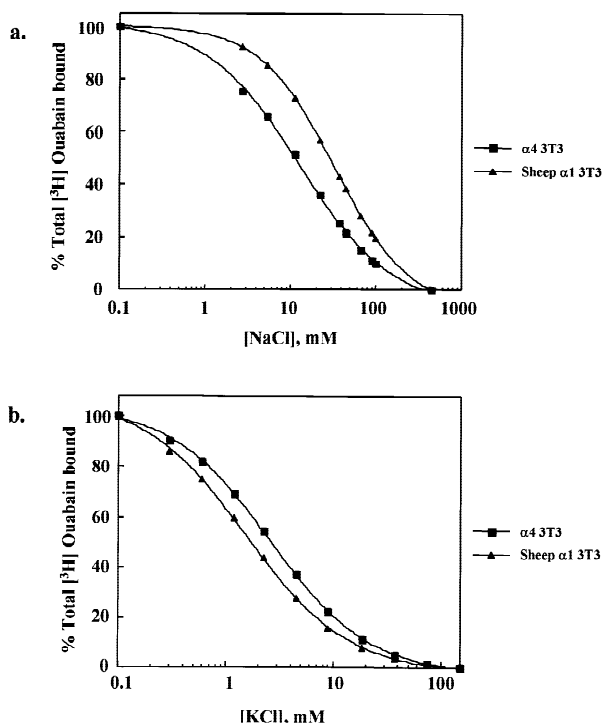 a.
% Total [³H] Ouabain bound
100
80
60
40
20
0
0.1 1 10 100 1000
[NaCl], mM
α4 3T3
Sheep α1 3T3
b.
% Total [³H] Ouabain bound
100
80
60
40
20
0
0.1 1 10 100
[KCl], mM
α4 3T3
Sheep α1 3T3